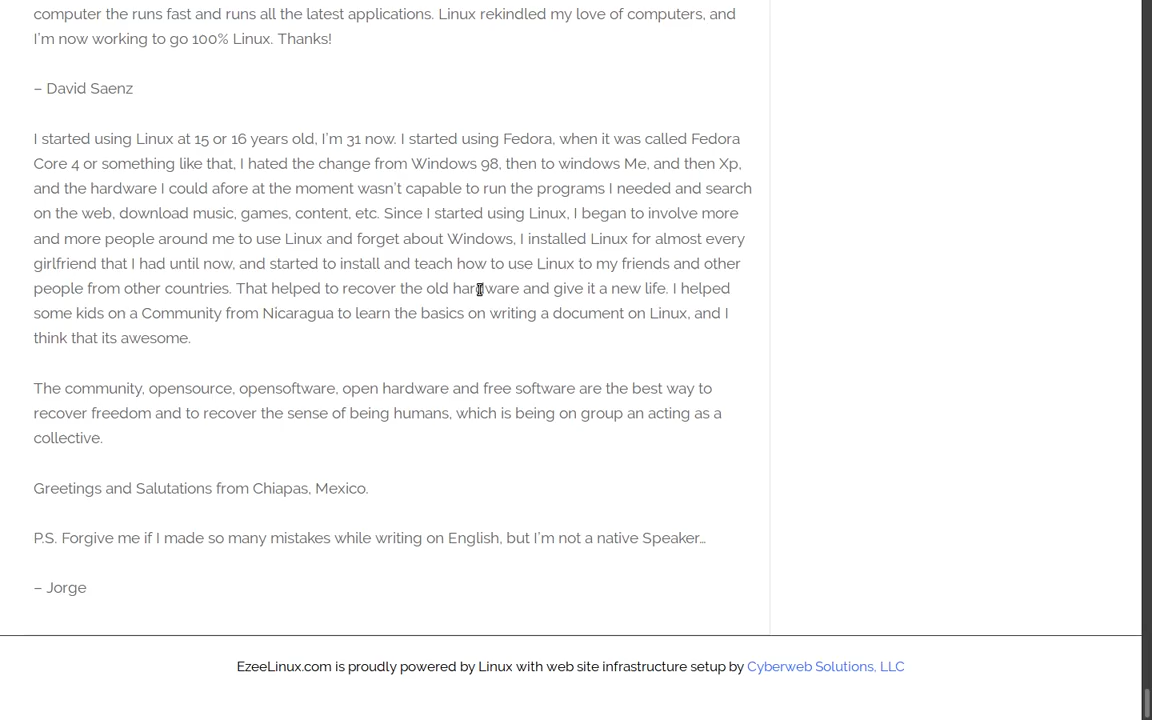 computer the runs fast and runs all the latest applications. Linux rekindled my love of computers, and
I'm now working to go 100% Linux. Thanks!
– David Saenz
I started using Linux at 15 or 16 years old, I'm 31 now. I started using Fedora, when it was called Fedora
Core 4 or something like that, I hated the change from Windows 98, then to windows Me, and then Xp,
and the hardware I could afore at the moment wasn't capable to run the programs I needed and search
on the web, download music, games, content, etc. Since I started using Linux, I began to involve more
and more people around me to use Linux and forget about Windows, I installed Linux for almost every
girlfriend that I had until now, and started to install and teach how to use Linux to my friends and other
people from other countries. That helped to recover the old hardware and give it a new life. I helped
some kids on a Community from Nicaragua to learn the basics on writing a document on Linux, and I
think that its awesome.
The community, opensource, opensoftware, open hardware and free software are the best way to
recover freedom and to recover the sense of being humans, which is being on group an acting as a
collective.
Greetings and Salutations from Chiapas, Mexico.
P.S. Forgive me if I made so many mistakes while writing on English, but I'm not a native Speaker…
– Jorge
EzeeLinux.com is proudly powered by Linux with web site infrastructure setup by Cyberweb Solutions, LLC